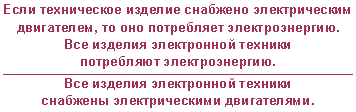 Если техническое изделие снабжено электрическим
двигателем, то оно потребляет электроэнергию.
Все изделия электронной техники
потребляют электроэнергию.
Все изделия электронной техники
снабжены электрическими двигателями.